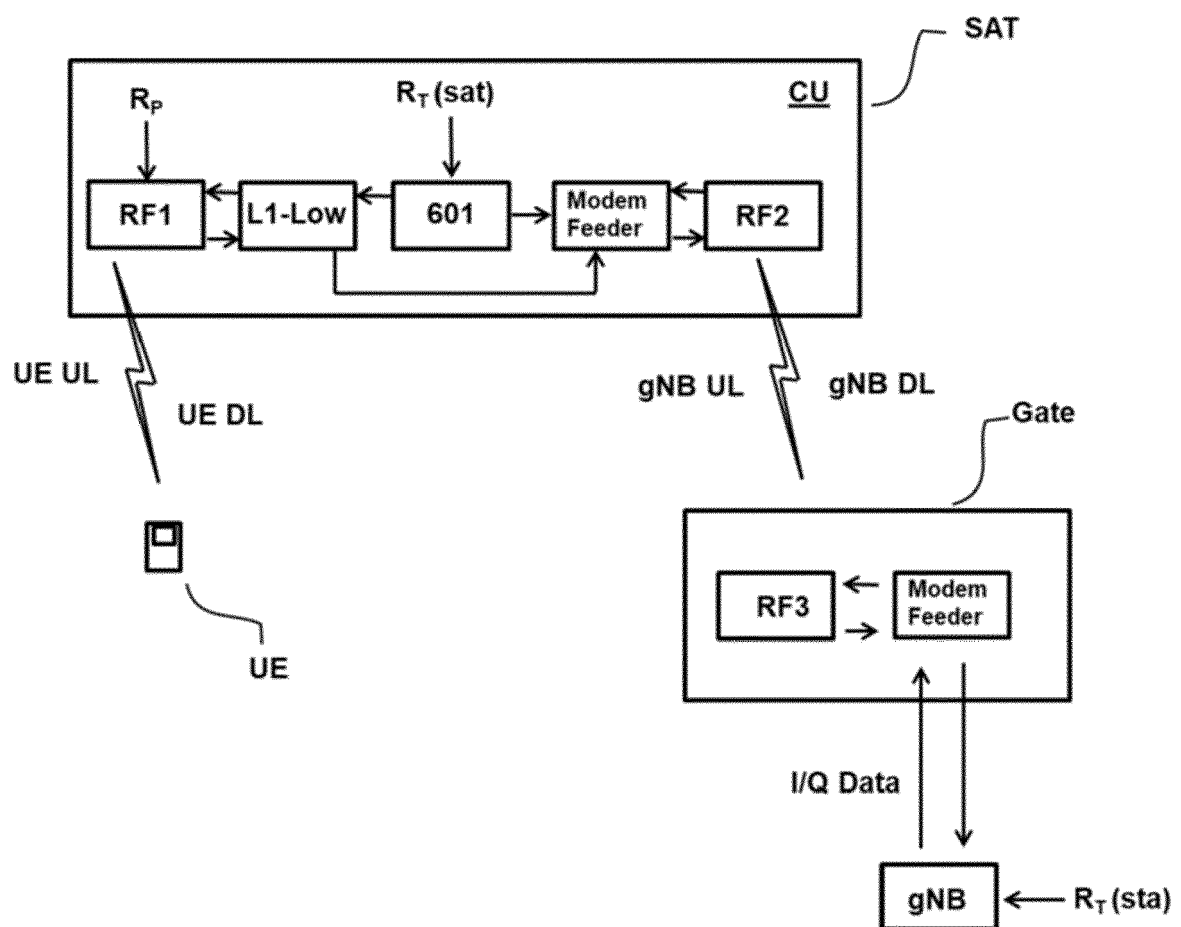 SAT
CU
R_P
R_T (sat)
RF1
L1-Low
601
Modem
Feeder
RF2
UE UL
UE DL
gNB UL
gNB DL
Gate
RF3
Modem
Feeder
UE
I/Q Data
gNB
R_T (sta)